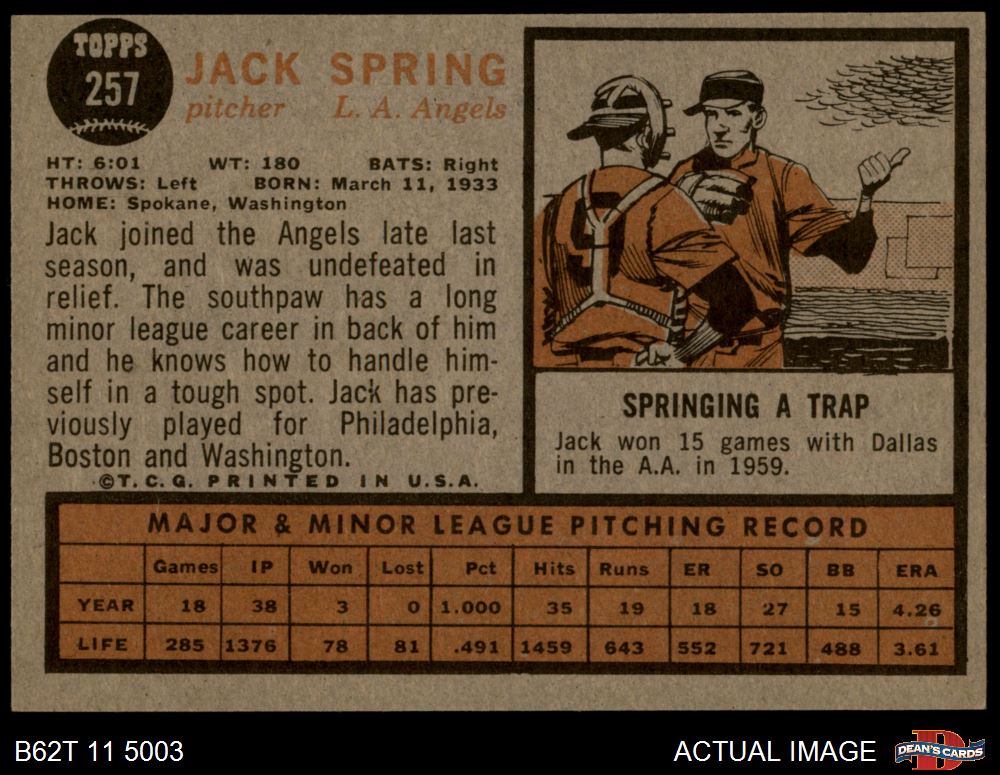 TOPPS
257
JACK SPRING
pitcher L. A. Angels
HT: 6:01 WT: 180 BATS: Right
THROWS: Left BORN: March 11, 1933
HOME: Spokane, Washington
Jack joined the Angels late last
season, and was undefeated in
relief. The southpaw has a long
minor league career in back of him
and he knows how to handle him-
self in a tough spot. Jack has pre-
viously played for Philadelphia,
Boston and Washington.
©T.C.G. PRINTED IN U.S.A.
SPRINGING A TRAP
Jack won 15 games with Dallas
in the A.A. in 1959.
MAJOR & MINOR LEAGUE PITCHING RECORD
Games IP Won Lost Pct Hits Runs ER SO BB ERA
YEAR 18 38 3 0 1.000 35 19 18 27 15 4.26
LIFE 285 1376 78 81 .491 1459 643 552 721 488 3.61
B62T 11 5003 ACTUAL IMAGE DEAN'S CARDS